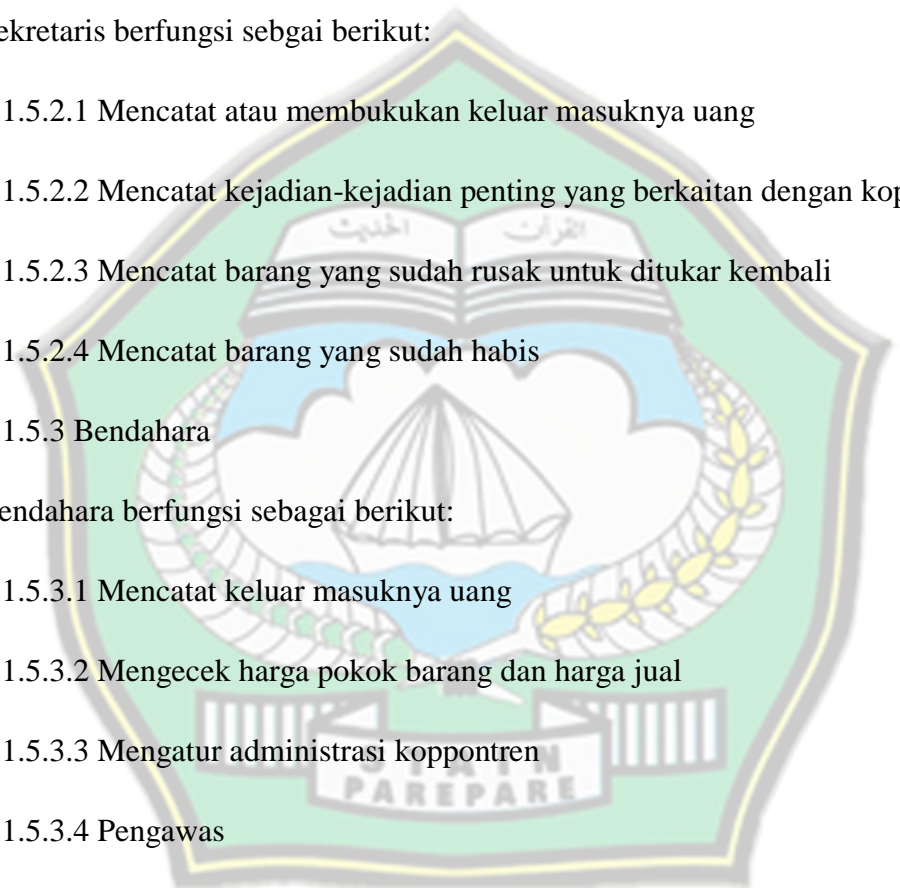 ekretaris berfungsi sebgai berikut:
1.5.2.1 Mencatat atau membukukan keluar masuknya uang
1.5.2.2 Mencatat kejadian-kejadian penting yang berkaitan dengan kop
الحديث القرآن
1.5.2.3 Mencatat barang yang sudah rusak untuk ditukar kembali
1.5.2.4 Mencatat barang yang sudah habis
1.5.3 Bendahara
endahara berfungsi sebagai berikut:
1.5.3.1 Mencatat keluar masuknya uang
1.5.3.2 Mengecek harga pokok barang dan harga jual
1.5.3.3 Mengatur administrasi koppontren
STAIN
PAREPARE
1.5.3.4 Pengawas